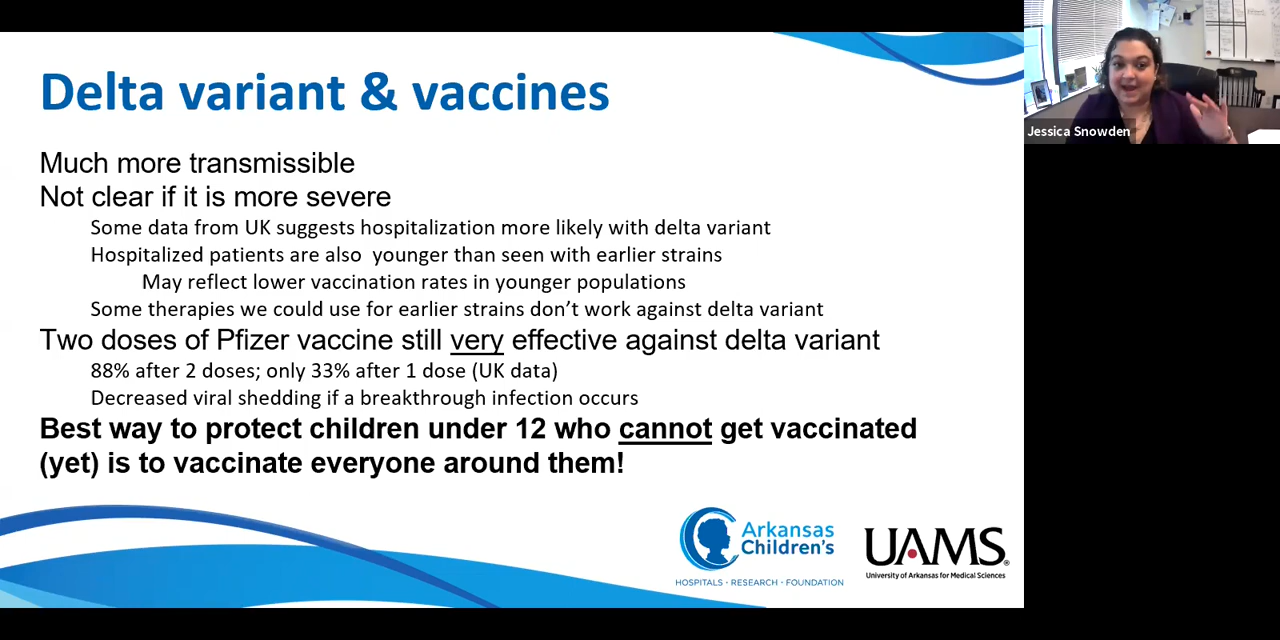 Delta variant & vaccines
Much more transmissible
Not clear if it is more severe
Some data from UK suggests hospitalization more likely with delta variant
Hospitalized patients are also  younger than seen with earlier strains
May reflect lower vaccination rates in younger populations
Some therapies we could use for earlier strains don’t work against delta variant
Two doses of Pfizer vaccine still very effective against delta variant
88% after 2 doses; only 33% after 1 dose (UK data)
Decreased viral shedding if a breakthrough infection occurs
Best way to protect children under 12 who cannot get vaccinated
(yet) is to vaccinate everyone around them!
Arkansas
Children's
HOSPITALS · RESEARCH · FOUNDATION
UAMS®
University of Arkansas for Medical Sciences
Jessica Snowden